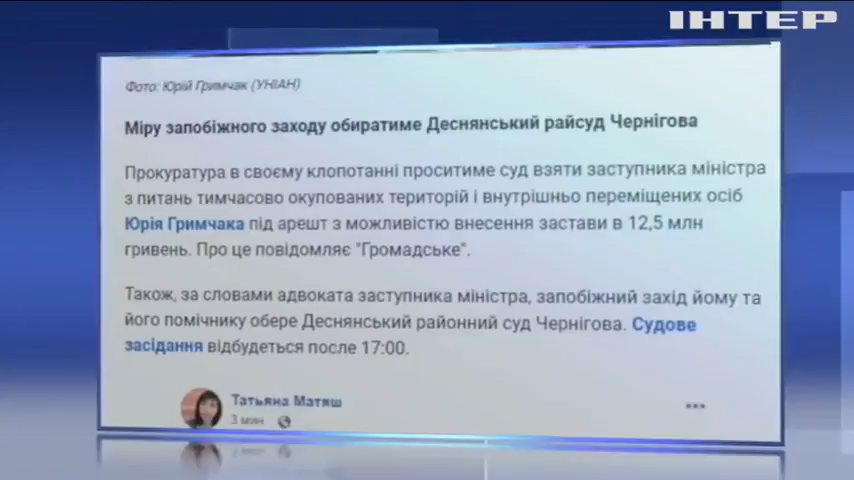 ІНТЕР
Фото: Юрій Гримчак (УНІАН)
Міру запобіжного заходу обиратиме Деснянський райсуд Чернігова
Прокуратура в своєму клопотанні проситиме суд взяти заступника міністра
з питань тимчасово окупованих територій і внутрішньо переміщених осіб
Юрія Гримчака під арешт з можливістю внесення застави в 12,5 млн
гривень. Про це повідомляє "Громадське".
Також, за словами адвоката заступника міністра, запобіжний захід йому та
його помічнику обере Деснянський районний суд Чернігова. Судове
засідання відбудеться після 17:00.
Татьяна Матяш
3 мин